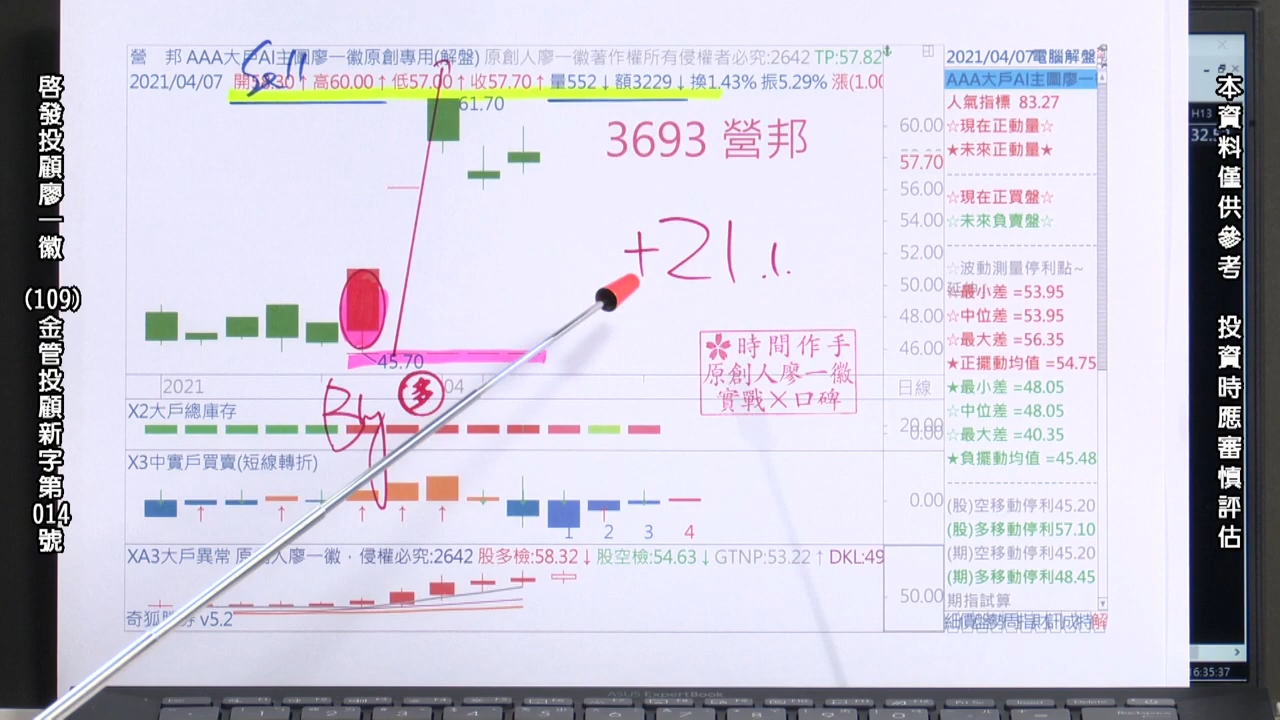 啓發投顧廖一徽 (109)金管投顧新字第014號
本資料僅供參考 投資時應審慎評估
營 邦 AAA大戶AI主圖廖一徽原創專用(解盤) 原創人廖一徽著作權所有侵權者必究:2642 TP:57.82
2021/04/07 開58.30↑高60.00↑低57.00↑收57.70↑量552↓額3229↓換1.43% 振5.29% 漲(1.00
Sell
61.70
3693 營邦
+21%
45.70
Buy
多
時間作手
原創人廖一徽
實戰×口碑
60.00
57.70
56.00
54.00
52.00
50.00
48.00
46.00
2021
04
日線
X2大戶總庫存
X3中實戶買賣(短線轉折)
0.00
1 2 3 4
XA3大戶異常
侵權必究:2642 股多檢:58.32↓股空檢:54.63↓GTNP:53.22↑DKL:49
50.00
v5.2
2021/04/07電腦解盤
AAA大戶AI主圖廖一
人氣指標 83.27
☆現在正動量☆
★未來正動量★
☆現在正買盤☆
☆未來負賣盤☆
☆波動測量停利點~
★最小差 =53.95
☆中位差 =53.95
☆最大差 =56.35
★正擺動均值 =54.75
★最小差 =48.05
☆中位差 =48.05
☆最大差 =40.35
★負擺動均值 =45.48
(股)空移動停利45.20
(股)多移動停利57.10
(期)空移動停利45.20
(期)多移動停利48.45
期指試算
H13
16:35:37
ASUS ExpertBook